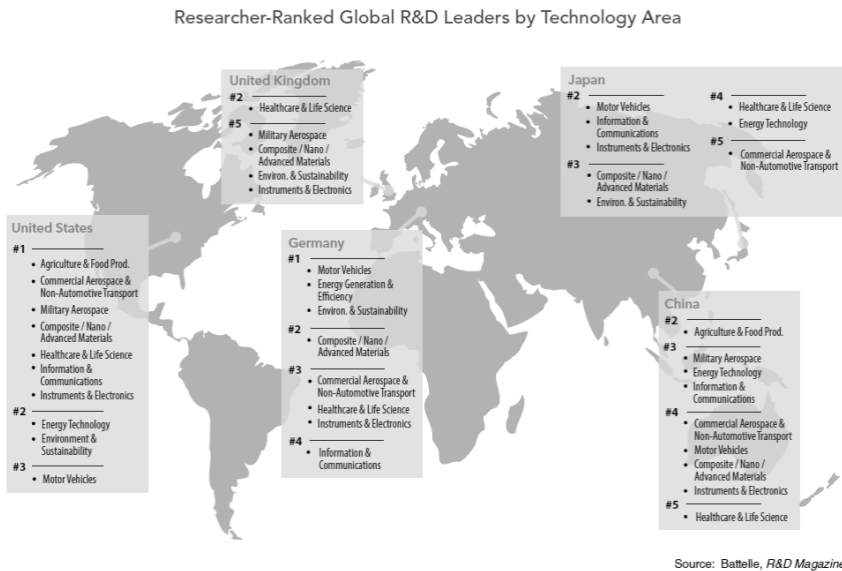 Researcher-Ranked Global R&D Leaders by Technology Area
United Kingdom
#2
• Healthcare & Life Science
#5
• Military Aerospace
• Composite / Nano /
Advanced Materials
• Environ. & Sustainability
• Instruments & Electronics
Japan
#2
• Motor Vehicles
• Information &
Communications
• Instruments & Electronics
#3
• Composite / Nano /
Advanced Materials
• Environ. & Sustainability
#4
• Healthcare & Life Science
• Energy Technology
#5
• Commercial Aerospace &
Non-Automotive Transport
United States
#1
• Agriculture & Food Prod.
• Commercial Aerospace &
Non-Automotive Transport
• Military Aerospace
• Composite / Nano /
Advanced Materials
• Healthcare & Life Science
• Information &
Communications
• Instruments & Electronics
#2
• Energy Technology
• Environment &
Sustainability
#3
• Motor Vehicles
Germany
#1
• Motor Vehicles
• Energy Generation &
Efficiency
• Environ. & Sustainability
#2
• Composite / Nano /
Advanced Materials
#3
• Commercial Aerospace &
Non-Automotive Transport
• Healthcare & Life Science
• Instruments & Electronics
#4
• Information &
Communications
China
#2
• Agriculture & Food Prod.
#3
• Military Aerospace
• Energy Technology
• Information &
Communications
#4
• Commercial Aerospace &
Non-Automotive Transport
• Motor Vehicles
• Composite / Nano /
Advanced Materials
• Instruments & Electronics
#5
• Healthcare & Life Science
Source: Battelle, R&D Magazine